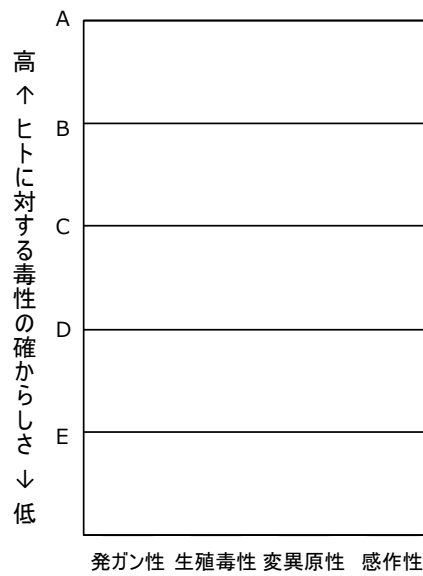 A
B
C
D
E
高 ↑ ヒトに対する毒性の確からしさ ↓ 低
発ガン性 生殖毒性 変異原性 感作性